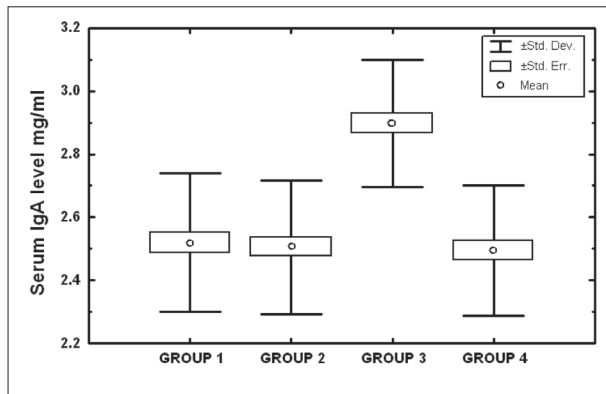 ±Std. Dev.
±Std. Err.
Mean
Serum IgA level mg/ml
3.2
3.0
2.8
2.6
2.4
2.2
GROUP 1 GROUP 2 GROUP 3 GROUP 4